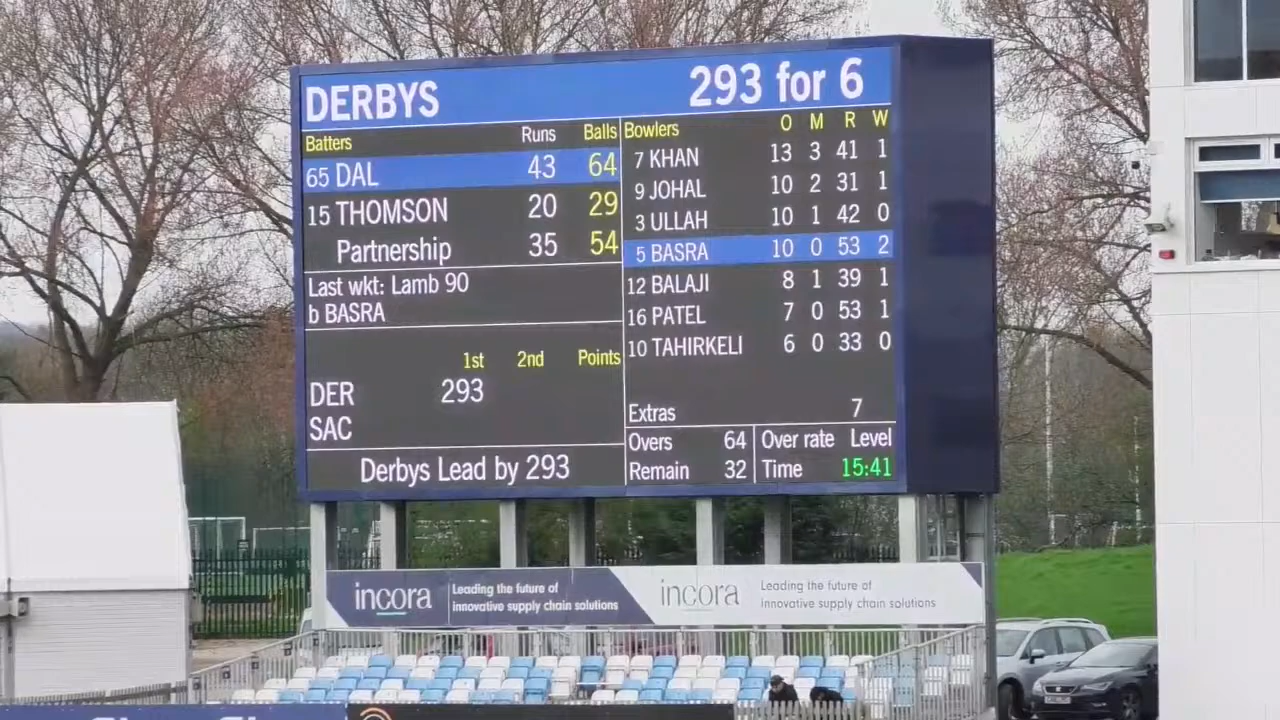 DERBYS 293 for 6
Batters Runs Balls
65 DAL 43 64
15 THOMSON 20 29
Partnership 35 54
Last wkt: Lamb 90
b BASRA
1st 2nd Points
DER 293
SAC
Derbys Lead by 293
Bowlers O M R W
7 KHAN 13 3 41 1
9 JOHAL 10 2 31 1
3 ULLAH 10 1 42 0
5 BASRA 10 0 53 2
12 BALAJI 8 1 39 1
16 PATEL 7 0 53 1
10 TAHIRKELI 6 0 33 0
Extras 7
Overs 64
Remain 32
Over rate Level
Time 15:41
incora
Leading the future of
innovative supply chain solutions
incora
Leading the future of
innovative supply chain solutions